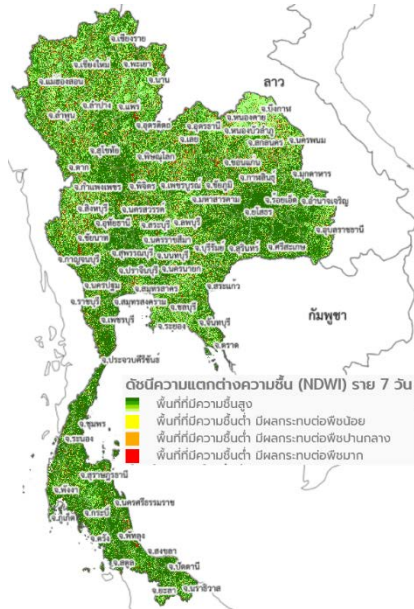 จ.เชียงราย
จ.เชียงใหม่
จ.พะเยา
จ.แม่ฮ่องสอน
จ.น่าน
ลาว
จ.ลำปาง
จ.แพร่
จ.บึงกาฬ
จ.หนองคาย
จ.ลำพูน
จ.อุตรดิตถ์
จ.อุดรธานี
จ.หนองบัวลำภู
จ.เลย
จ.สกลนคร
จ.นครพนม
จ.สุโขทัย
จ.พิษณุโลก
จ.ขอนแก่น
จ.ตาก
จ.กาฬสินธุ์
จ.มุกดาหาร
จ.กำแพงเพชร
จ.พิจิตร
จ.เพชรบูรณ์
จ.ชัยภูมิ
จ.มหาสารคาม
จ.ร้อยเอ็ด
จ.อำนาจเจริญ
จ.ยโสธร
จ.สิงหบุรี
จ.นครสวรรค์
จ.อุทัยธานี
จ.สระบุรี
จ.ลพบุรี
จ.อุบลราชธานี
จ.ชัยนาท
จ.นครราชสีมา
จ.บุรีรัมย์
จ.สุรินทร์
จ.ศรีสะเกษ
จ.กาญจนบุรี
จ.สุพรรณบุรี
จ.นนทบุรี
จ.ปราจีนบุรี
จ.นครนายก
จ.นครปฐม
จ.สมุทรสาคร
จ.สระแก้ว
จ.ราชบุรี
จ.สมุทรสงคราม
จ.ชลบุรี
กัมพูชา
จ.เพชรบุรี
จ.ระยอง
จ.จันทบุรี
จ.ตราด
จ.ประจวบคีรีขันธ์
ดัชนีความแตกต่างความชื้น (NDWI) ราย 7 วัน
พื้นที่ที่มีความชื้นสูง
พื้นที่ที่มีความชื้นต่ำ มีผลกระทบต่อพืชน้อย
พื้นที่ที่มีความชื้นต่ำ มีผลกระทบต่อพืชปานกลาง
พื้นที่ที่มีความชื้นต่ำ มีผลกระทบต่อพืชมาก
จ.ชุมพร
จ.ระนอง
จ.สุราษฎร์ธานี
จ.พังงา
จ.นครศรีธรรมราช
จ.ภูเก็ต
จ.กระบี่
จ.ตรัง
จ.พัทลุง
จ.สงขลา
จ.สตูล
จ.ปัตตานี
จ.ยะลา
จ.นราธิวาส